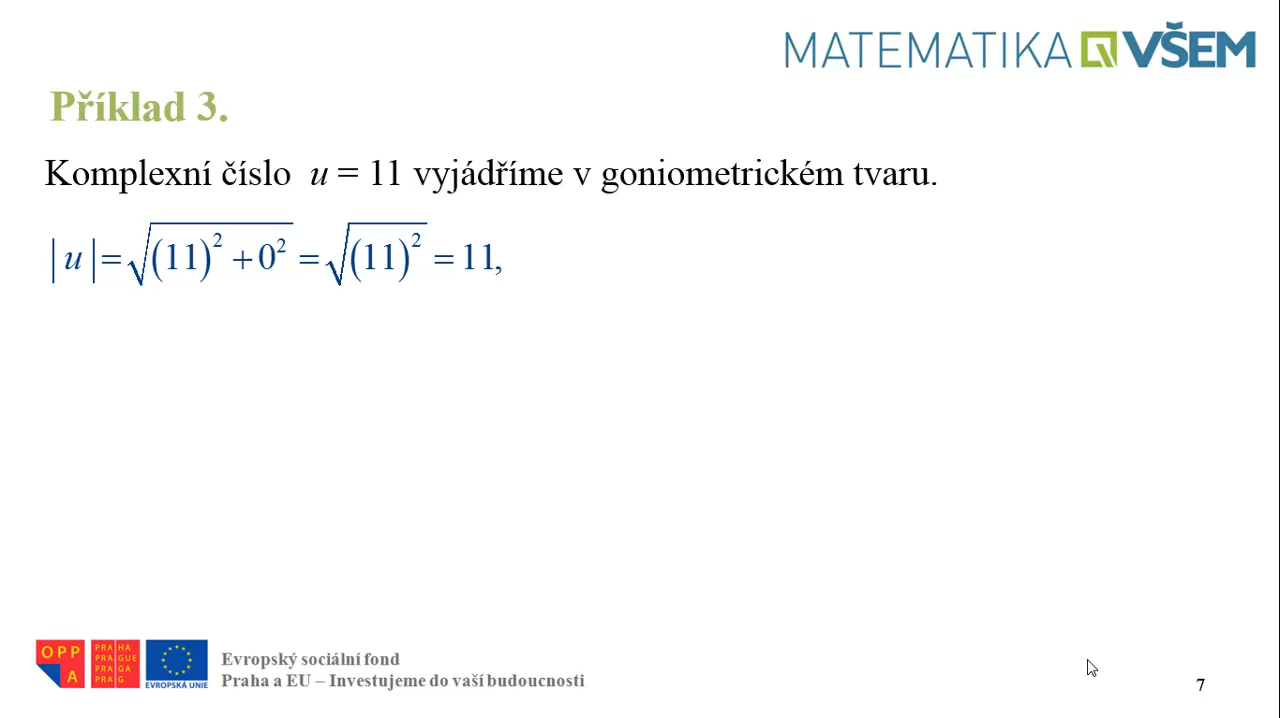 MATEMATIKA VŠEM
Příklad 3.
Komplexní číslo u = 11 vyjádříme v goniometrickém tvaru.
|u| = √((11)² + 0²) = √((11)²) = 11,
OPP A
PRA HA
PRA GUE
PRA GA
PRA G
EVROPSKÁ UNIE
Evropský sociální fond
Praha a EU – Investujeme do vaší budoucnosti
7